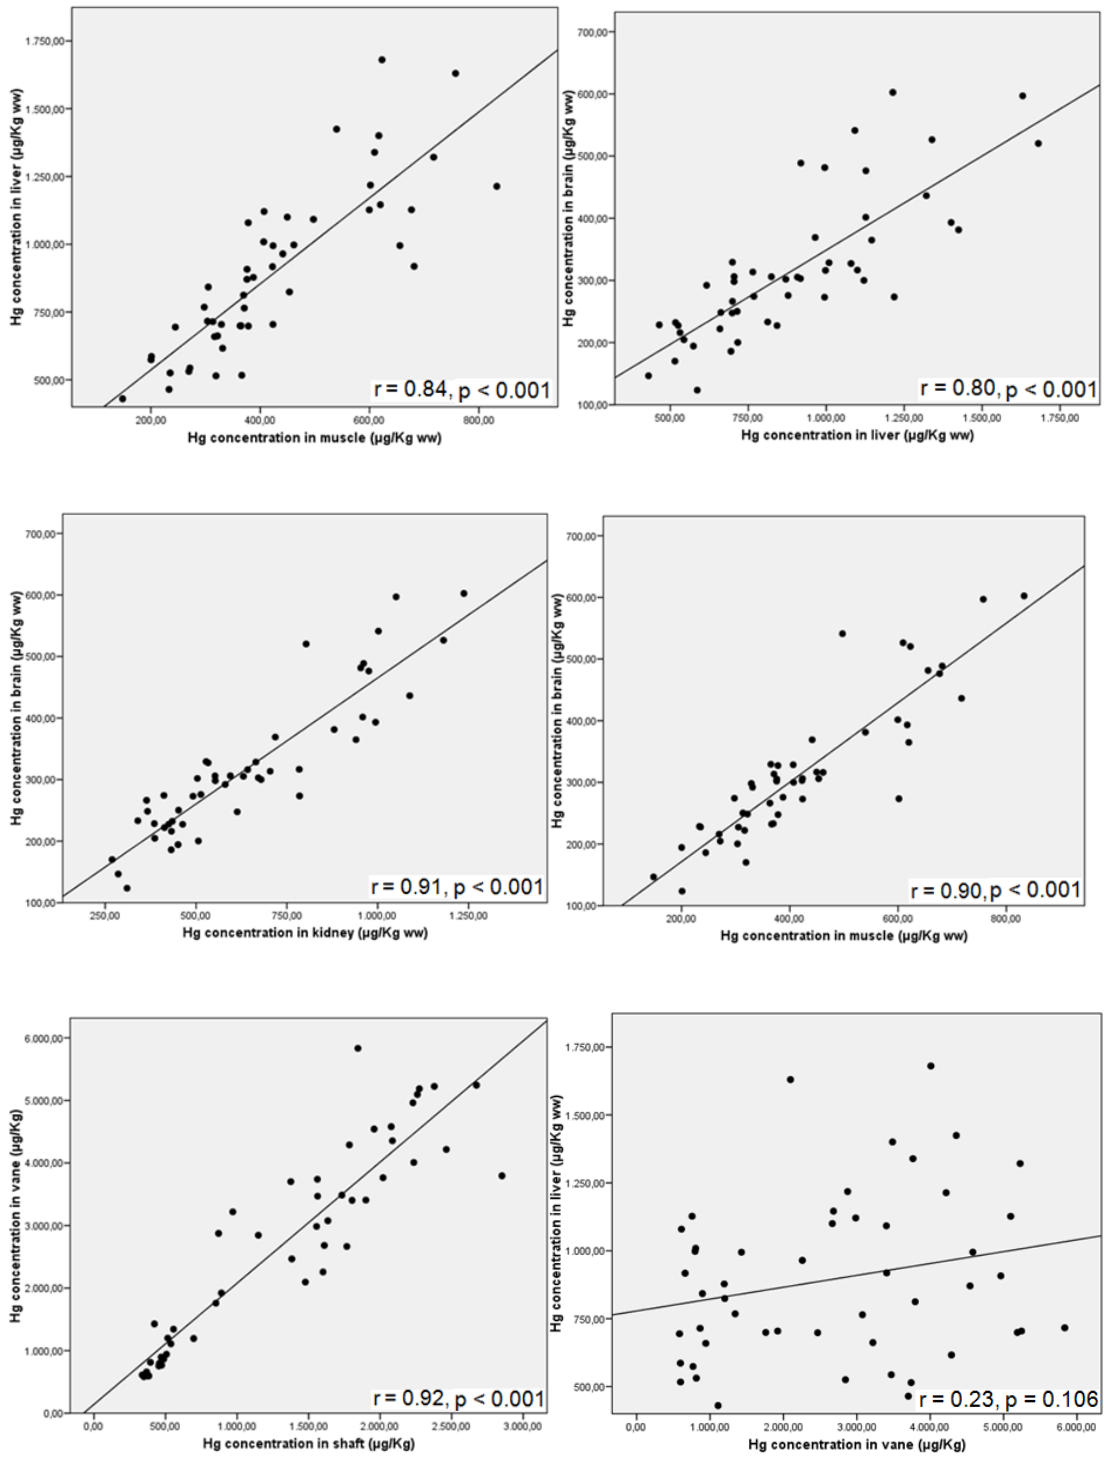 1.750,00
1.500,00
1.250,00
1.000,00
750,00
500,00
Hg concentration in liver (µg/Kg ww)
r = 0.84, p < 0.001
200,00 400,00 600,00 800,00
Hg concentration in muscle (µg/Kg ww)
700,00
600,00
500,00
400,00
300,00
200,00
100,00
Hg concentration in brain (µg/Kg ww)
r = 0.80, p < 0.001
500,00 750,00 1.000,00 1.250,00 1.500,00 1.750,00
Hg concentration in liver (µg/Kg ww)
700,00
600,00
500,00
400,00
300,00
200,00
100,00
Hg concentration in brain (µg/Kg ww)
r = 0.91, p < 0.001
250,00 500,00 750,00 1.000,00 1.250,00
Hg concentration in kidney (µg/Kg ww)
700,00
600,00
500,00
400,00
300,00
200,00
100,00
Hg concentration in brain (µg/Kg ww)
r = 0.90, p < 0.001
200,00 400,00 600,00 800,00
Hg concentration in muscle (µg/Kg ww)
6.000,00
5.000,00
4.000,00
3.000,00
2.000,00
1.000,00
0,00
Hg concentration in vane (µg/Kg)
r = 0.92, p < 0.001
0,00 500,00 1.000,00 1.500,00 2.000,00 2.500,00 3.000,00
Hg concentration in shaft (µg/Kg)
1.750,00
1.500,00
1.250,00
1.000,00
750,00
500,00
Hg concentration in liver (µg/Kg ww)
r = 0.23, p = 0.106
0,00 1.000,00 2.000,00 3.000,00 4.000,00 5.000,00 6.000,00
Hg concentration in vane (µg/Kg)